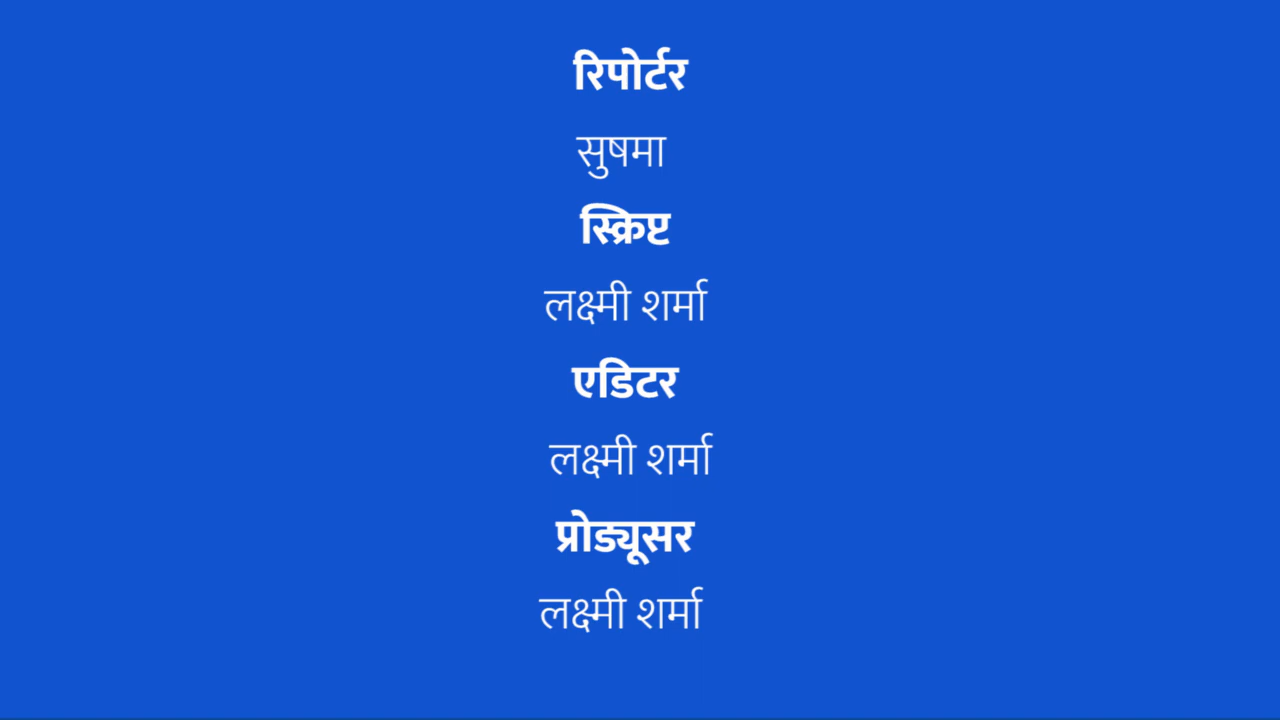 रिपोर्टर
सुषमा
स्क्रिप्ट
लक्ष्मी शर्मा
एडिटर
लक्ष्मी शर्मा
प्रोड्यूसर
लक्ष्मी शर्मा